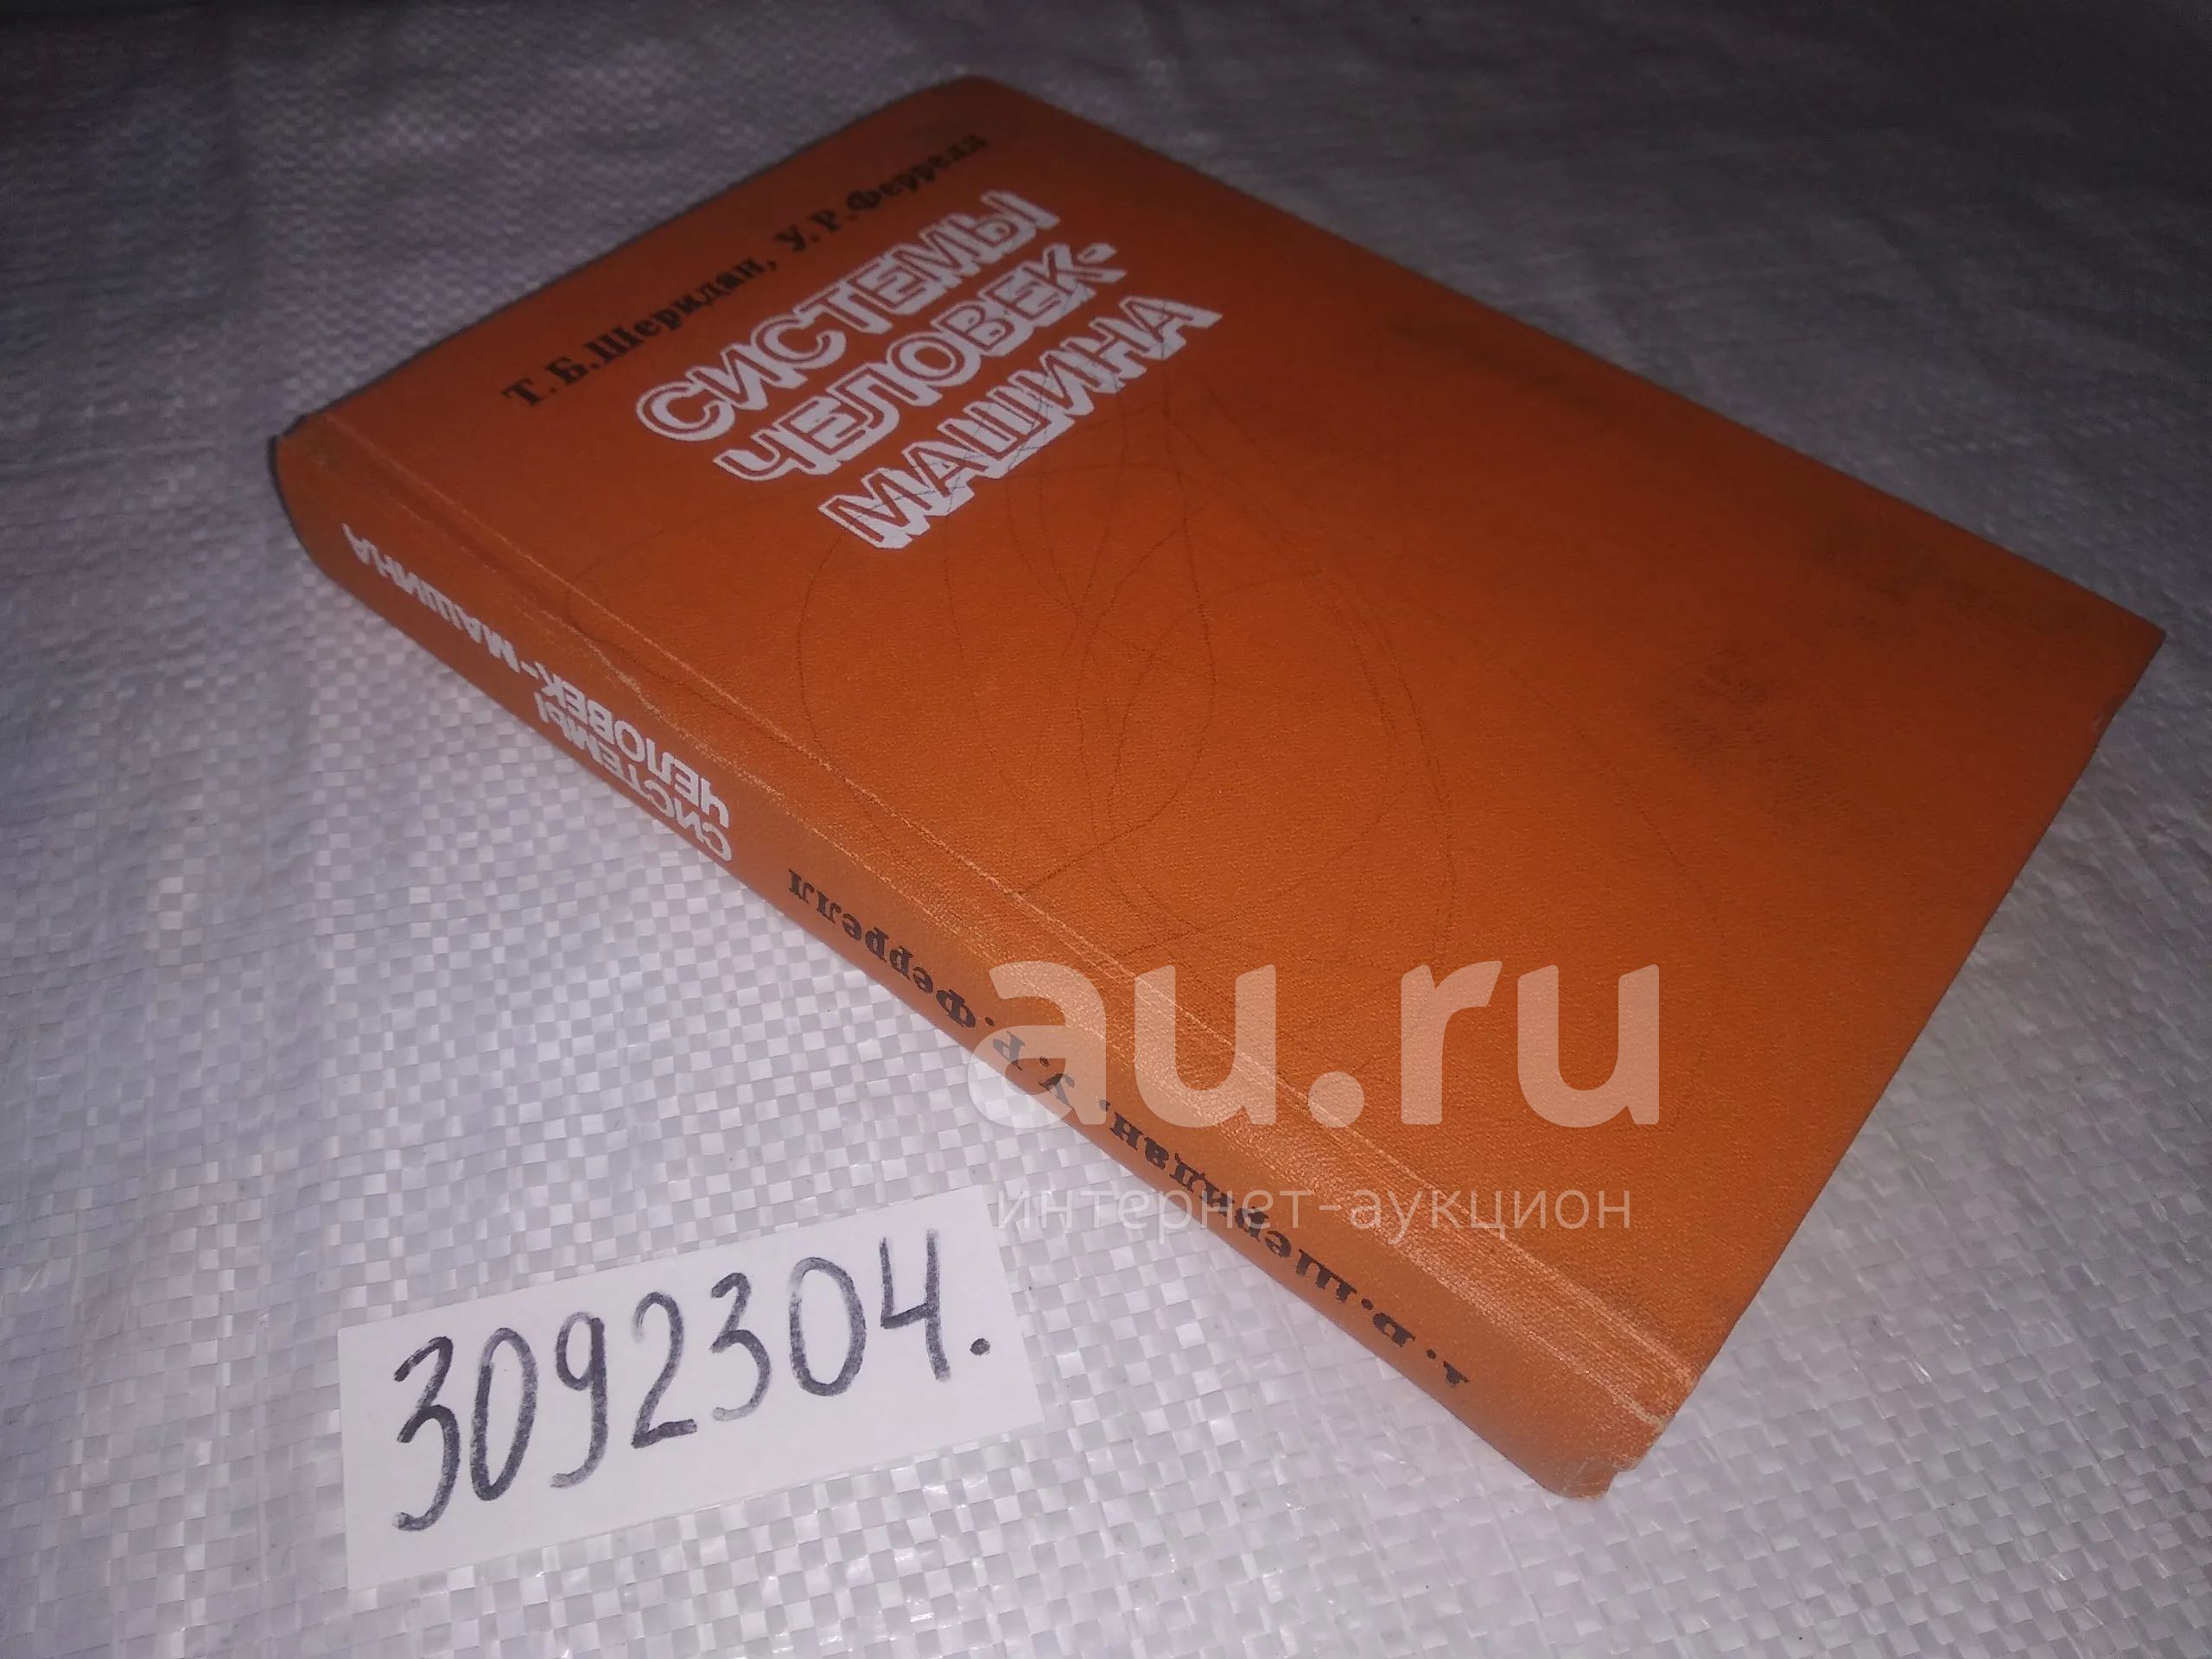 Т. Б. Шеридан, У. Р. Феррелл
СИСТЕМЫ
ЧЕЛОВЕК-
МАШИНА
Т. Б. Шеридан, У. Р. Феррелл
СИСТЕМЫ
ЧЕЛОВЕК-МАШИНА
au.ru
интернет-аукцион
3092304.